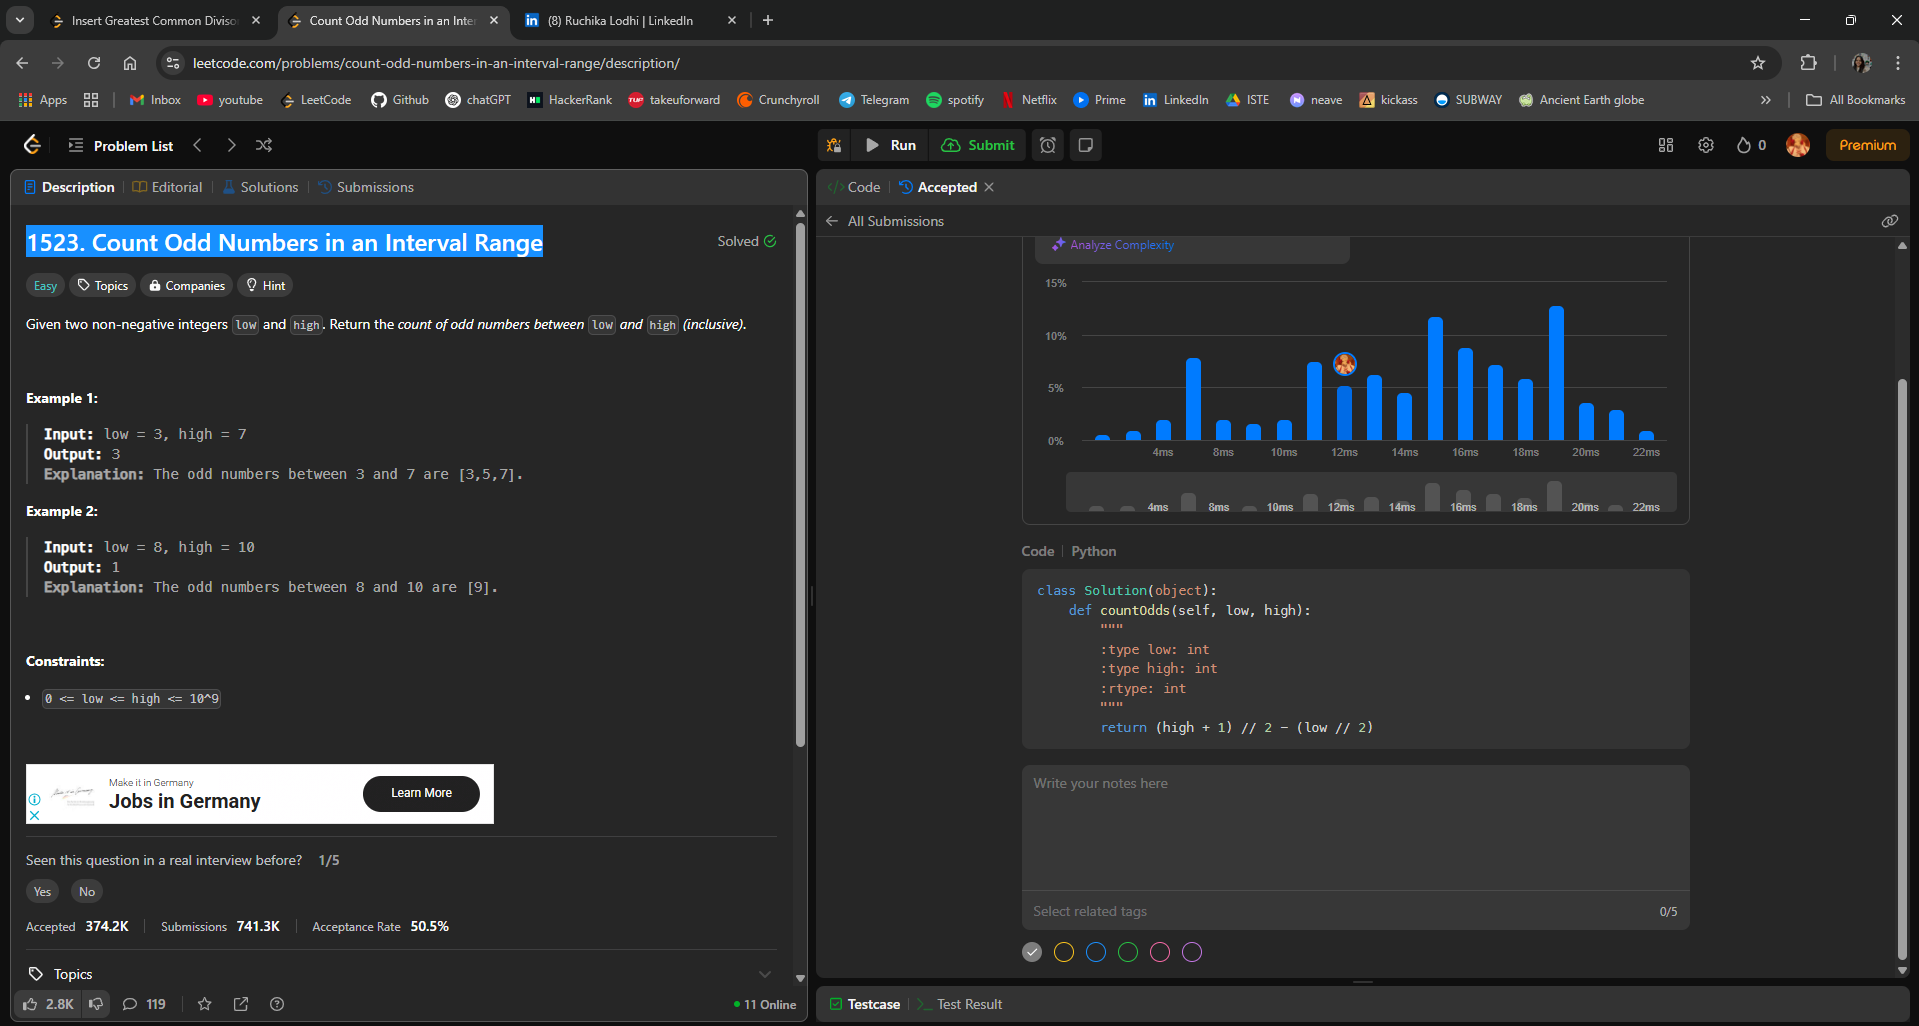 Insert Greatest Common Diviso
Count Odd Numbers in an Inte
(8) Ruchika Lodhi | LinkedIn
leetcode.com/problems/count-odd-numbers-in-an-interval-range/description/
Apps Inbox youtube LeetCode Github chatGPT HackerRank takeuforward Crunchyroll Telegram spotify Netflix Prime LinkedIn ISTE neave kickass SUBWAY Ancient Earth globe » All Bookmarks
Problem List Run Submit 0 Premium
Description Editorial Solutions Submissions
1523. Count Odd Numbers in an Interval Range
Solved
Easy Topics Companies Hint
Given two non-negative integers low and high. Return the count of odd numbers between low and high (inclusive).
Example 1:
Input: low = 3, high = 7
Output: 3
Explanation: The odd numbers between 3 and 7 are [3,5,7].
Example 2:
Input: low = 8, high = 10
Output: 1
Explanation: The odd numbers between 8 and 10 are [9].
Constraints:
• 0 <= low <= high <= 10^9
Make it in Germany
Jobs in Germany
Learn More
Seen this question in a real interview before? 1/5
Yes No
Accepted 374.2K Submissions 741.3K Acceptance Rate 50.5%
Topics
2.8K 119 11 Online
</> Code Accepted
All Submissions
Analyze Complexity
15%
10%
5%
0%
4ms 8ms 10ms 12ms 14ms 16ms 18ms 20ms 22ms
4ms 8ms 10ms 12ms 14ms 16ms 18ms 20ms 22ms
Code Python
class Solution(object):
def countOdds(self, low, high):
"""
:type low: int
:type high: int
:rtype: int
"""
return (high + 1) // 2 - (low // 2)
Write your notes here
Select related tags 0/5
Testcase >_ Test Result